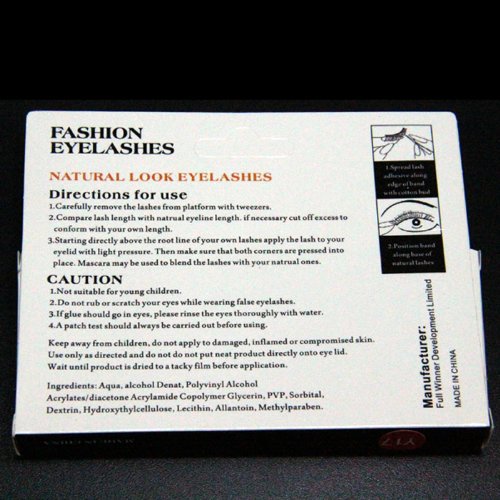 FASHION
EYELASHES
NATURAL LOOK EYELASHES
Directions for use
1.Carefully remove the lashes from platform with tweezers.
2.Compare lash length with natrual eyeline length. if necessary cut off excess to
conform with your own length.
3.Starting directly above the root line of your own lashes apply the lash to your
eyelid with light pressure. Then make sure that both corners are pressed into
place. Mascara may be used to blend the lashes with your natrual ones.
CAUTION
1.Not suitable for young children.
2.Do not rub or scratch your eyes while wearing false eyelashes.
3.If glue should go in eyes, please rinse the eyes thoroughly with water.
4.A patch test should always be carried out before using.
Keep away from children, do not apply to damaged, inflamed or compromised skin.
Use only as directed and do not do not put neat product directly onto eye lid.
Wait until product is dried to a tacky film before application.
Ingredients: Aqua, alcohol Denat, Polyvinyl Alcohol
Acrylates/diacetone Acrylamide Copolymer Glycerin, PVP, Sorbital,
Dextrin, Hydroxythylcellulose, Lecithin, Allantoin, Methylparaben.
1.Spread lash
adhesive along
edge of band
with cotton bud
2.Position band
along base of
natural lashes
Manufacturer:
Full Winner Development Limited
MADE IN CHINA